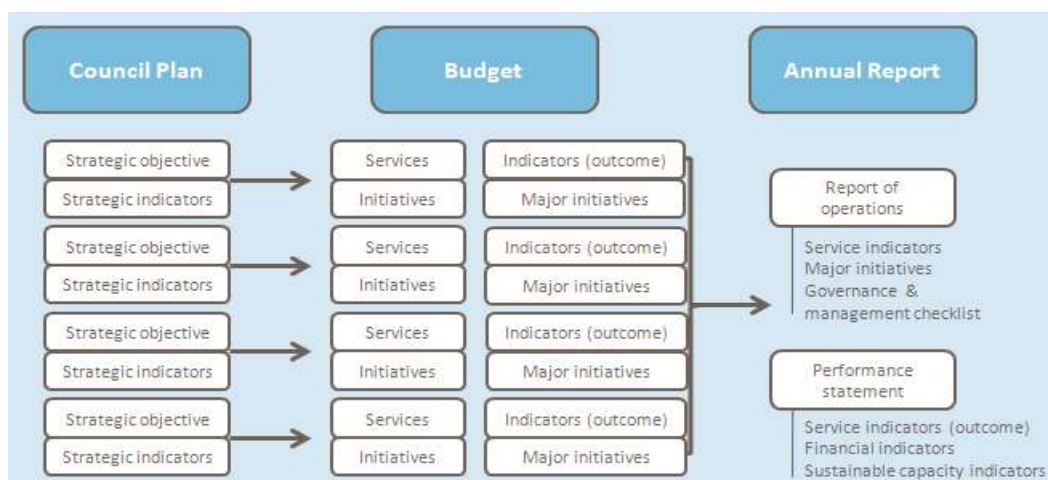 Council Plan
Budget
Annual Report
Strategic objective
Strategic indicators
Services
Initiatives
Indicators (outcome)
Major initiatives
Strategic objective
Strategic indicators
Services
Initiatives
Indicators (outcome)
Major initiatives
Strategic objective
Strategic indicators
Services
Initiatives
Indicators (outcome)
Major initiatives
Strategic objective
Strategic indicators
Services
Initiatives
Indicators (outcome)
Major initiatives
Report of
operations
Service indicators
Major initiatives
Governance &
management checklist
Performance
statement
Service indicators (outcome)
Financial indicators
Sustainable capacity indicators